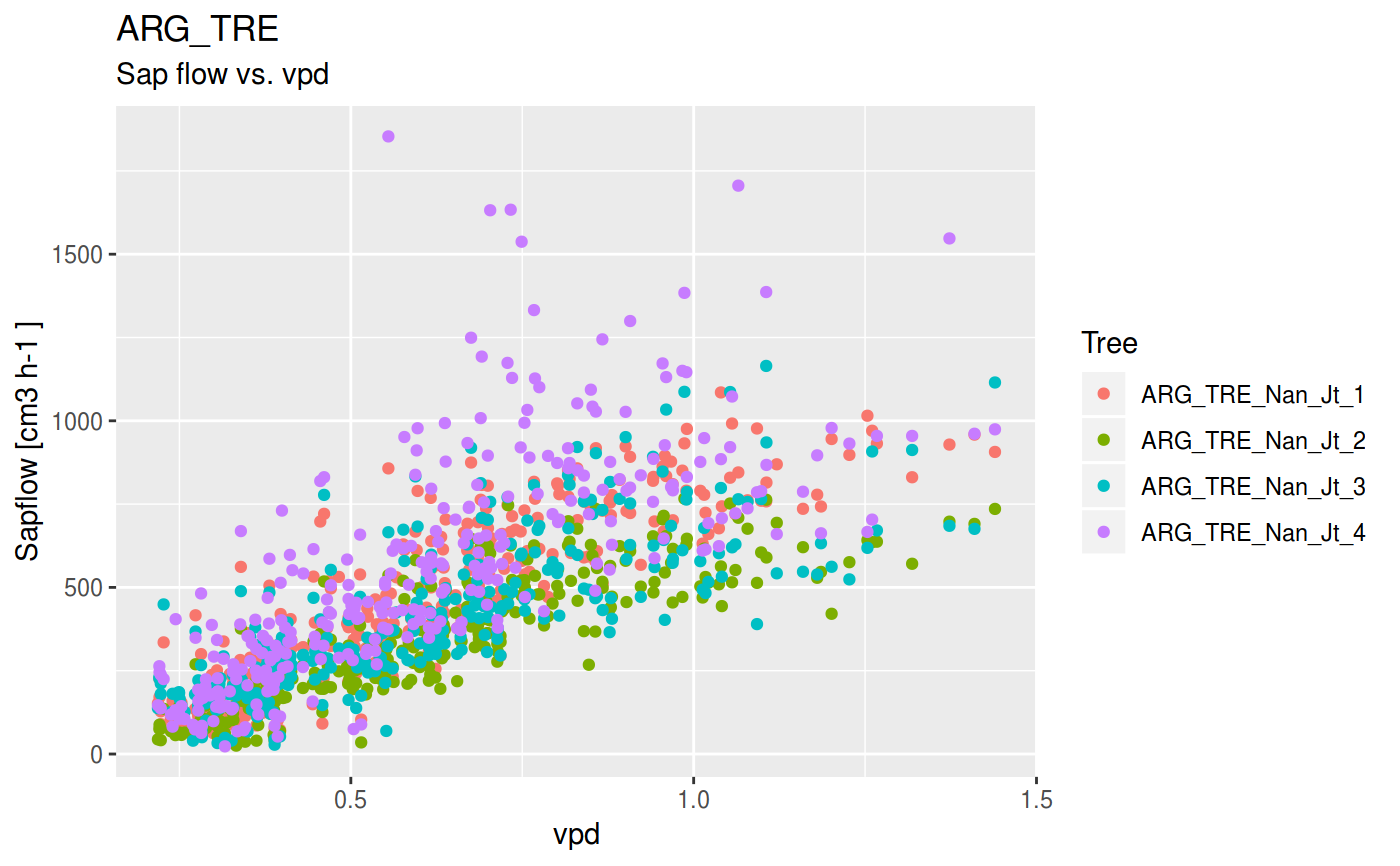 ARG_TRE
Sap flow vs. vpd
Sapflow [cm3 h-1 ]
1500
1000
500
0
0.5
1.0
1.5
vpd
Tree
ARG_TRE_Nan_Jt_1
ARG_TRE_Nan_Jt_2
ARG_TRE_Nan_Jt_3
ARG_TRE_Nan_Jt_4